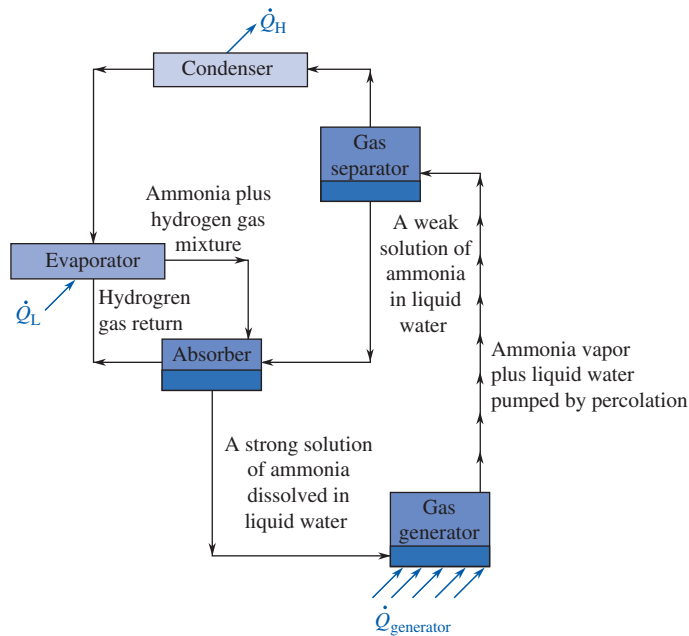 Q̇H
Condenser
Gas
separator
Ammonia plus
hydrogen gas
mixture
A weak
solution of
ammonia
in liquid
water
Evaporator
Q̇L
Hydrogren
gas return
Absorber
Ammonia vapor
plus liquid water
pumped by percolation
A strong solution
of ammonia
dissolved in
liquid water
Gas
generator
Q̇generator